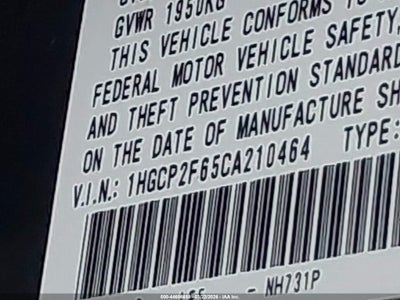 GVWR 1950KG
THIS VEHICLE CONFORMS TO
FEDERAL MOTOR VEHICLE SAFETY,
AND THEFT PREVENTION STANDARD
ON THE DATE OF MANUFACTURE SH
V.I.N.: 1HGCP2F65CA210464 TYPE:
- NH731P